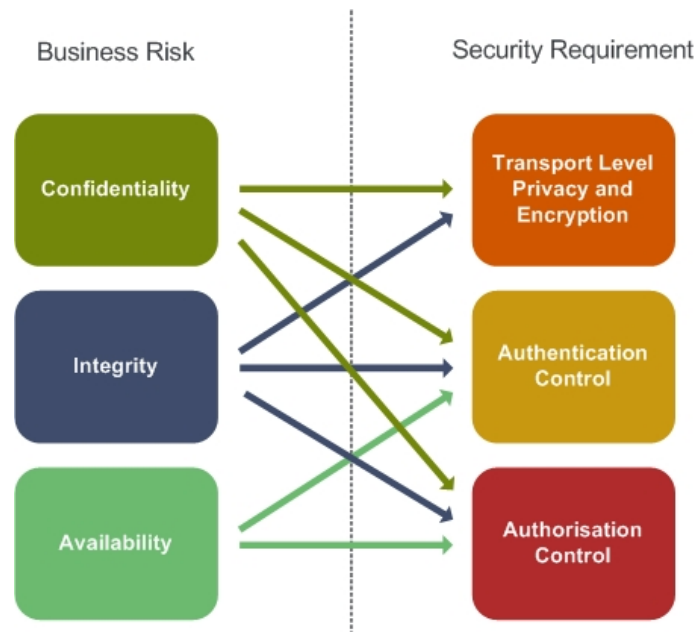 Business Risk
Security Requirement
Confidentiality
Transport Level
Privacy and
Encryption
Integrity
Authentication
Control
Availability
Authorisation
Control